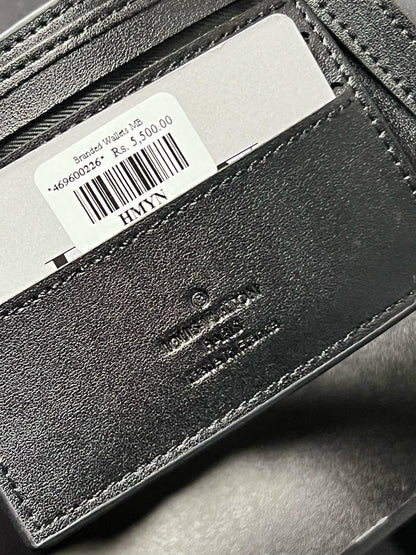 Branded Wallets MB
Rs. 5,500.00
*469600226*
HMYN
LOUIS VUITTON
PARIS